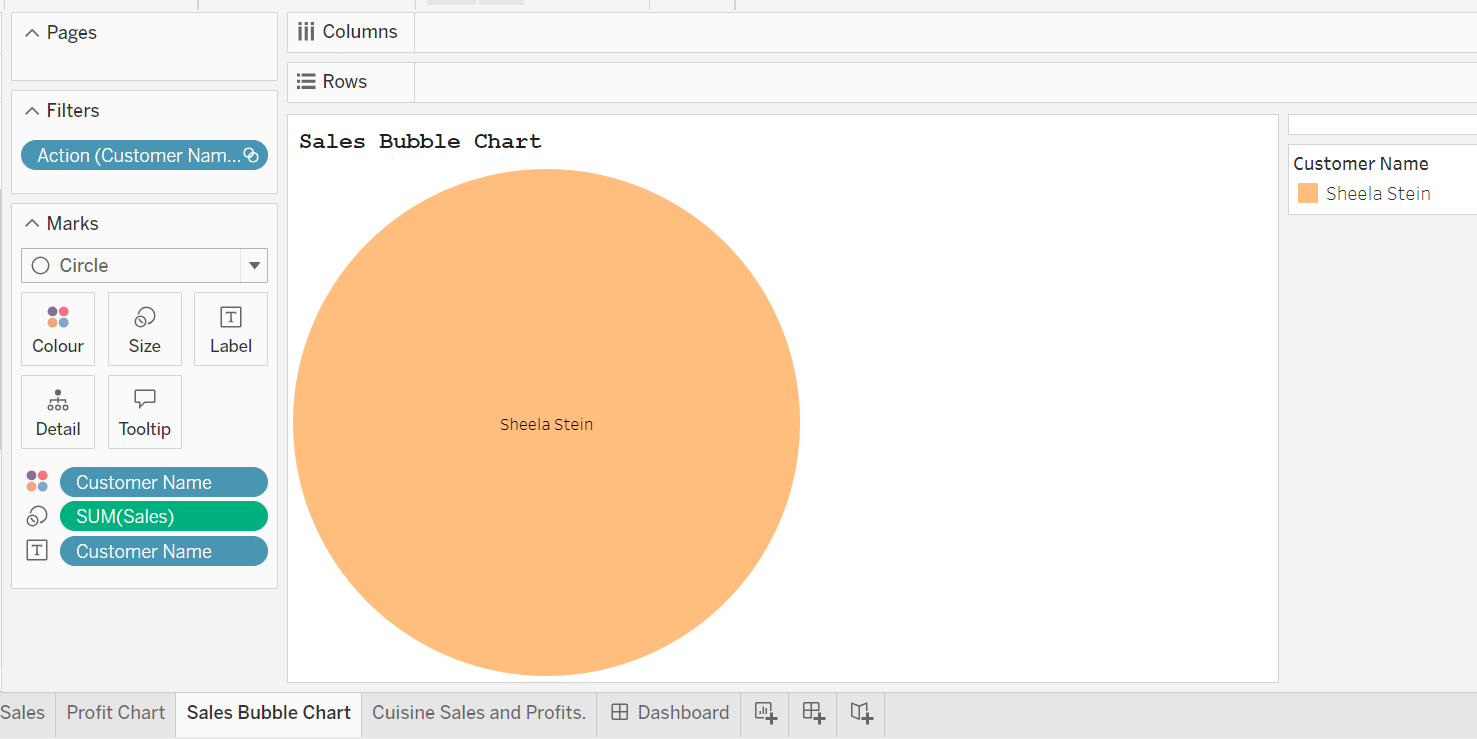 Pages
Columns
Rows
Filters
Action (Customer Nam...
Marks
Circle
Colour
Size
Label
Detail
Tooltip
Customer Name
SUM(Sales)
Customer Name
Sales Bubble Chart
Sheela Stein
Customer Name
Sheela Stein
Sales
Profit Chart
Sales Bubble Chart
Cuisine Sales and Profits.
Dashboard